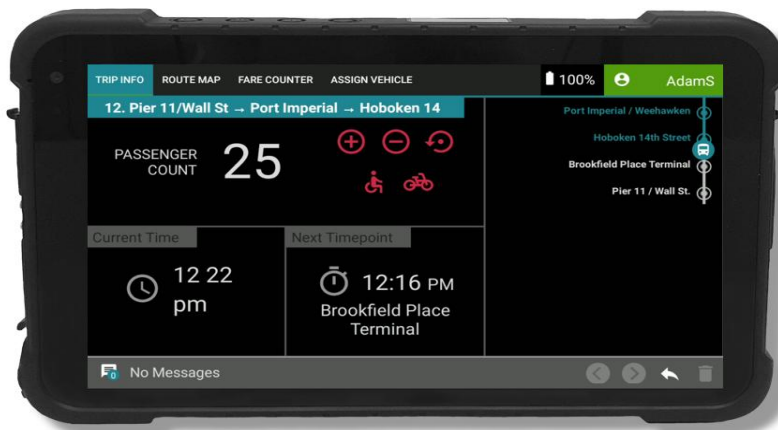 TRIP INFO ROUTE MAP FARE COUNTER ASSIGN VEHICLE 100% AdamS
12. Pier 11/Wall St → Port Imperial → Hoboken 14
PASSENGER
COUNT
25
Current Time
12 22
pm
Next Timepoint
12:16 PM
Brookfield Place
Terminal
Port Imperial / Weehawken
Hoboken 14th Street
Brookfield Place Terminal
Pier 11 / Wall St.
0 No Messages